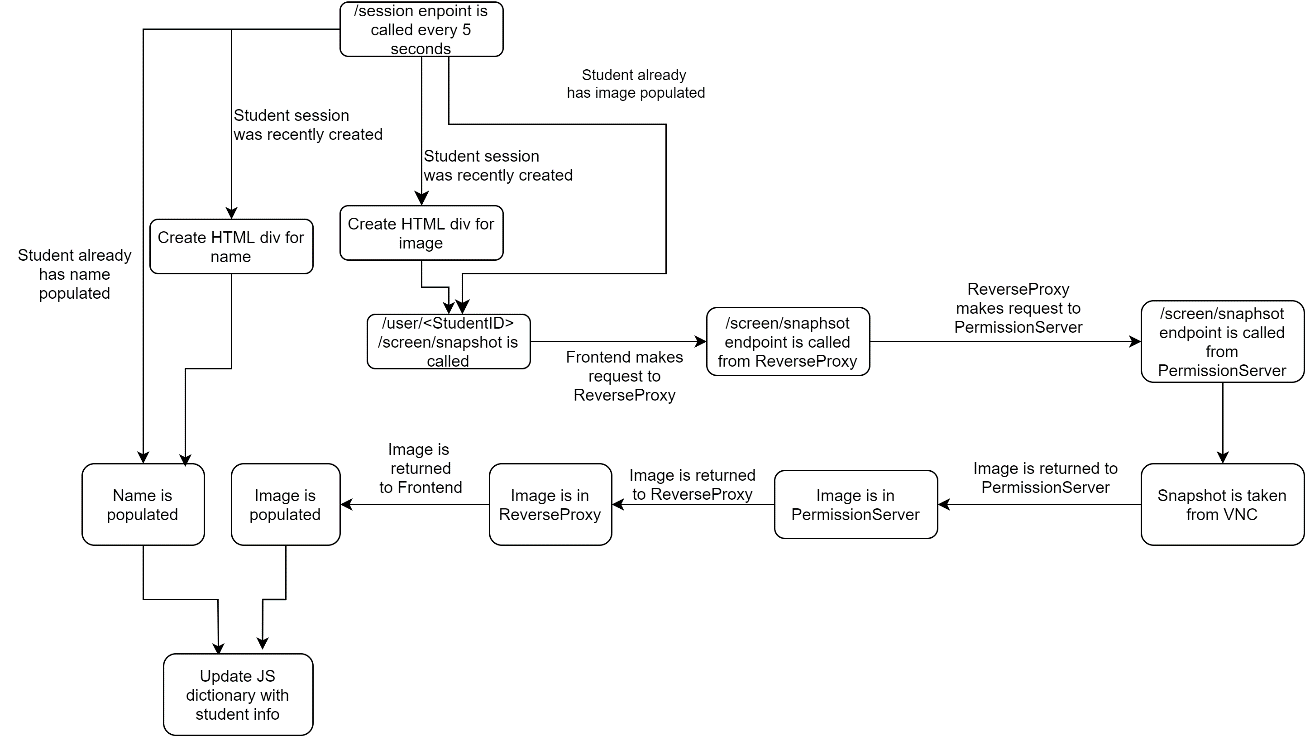 /session enpoint is
called every 5
seconds
Student already
has image populated
Student session
was recently created
Student session
was recently created
Create HTML div for
name
Create HTML div for
image
Student already
has name
populated
/user/<StudentID>
/screen/snapshot is
called
Frontend makes
request to
ReverseProxy
/screen/snaphsot
endpoint is called
from ReverseProxy
ReverseProxy
makes request to
PermissionServer
/screen/snaphsot
endpoint is called
from
PermissionServer
Snapshot is taken
from VNC
Image is returned to
PermissionServer
Image is in
PermissionServer
Image is returned
to ReverseProxy
Image is in
ReverseProxy
Image is
returned
to Frontend
Image is
populated
Name is
populated
Update JS
dictionary with
student info